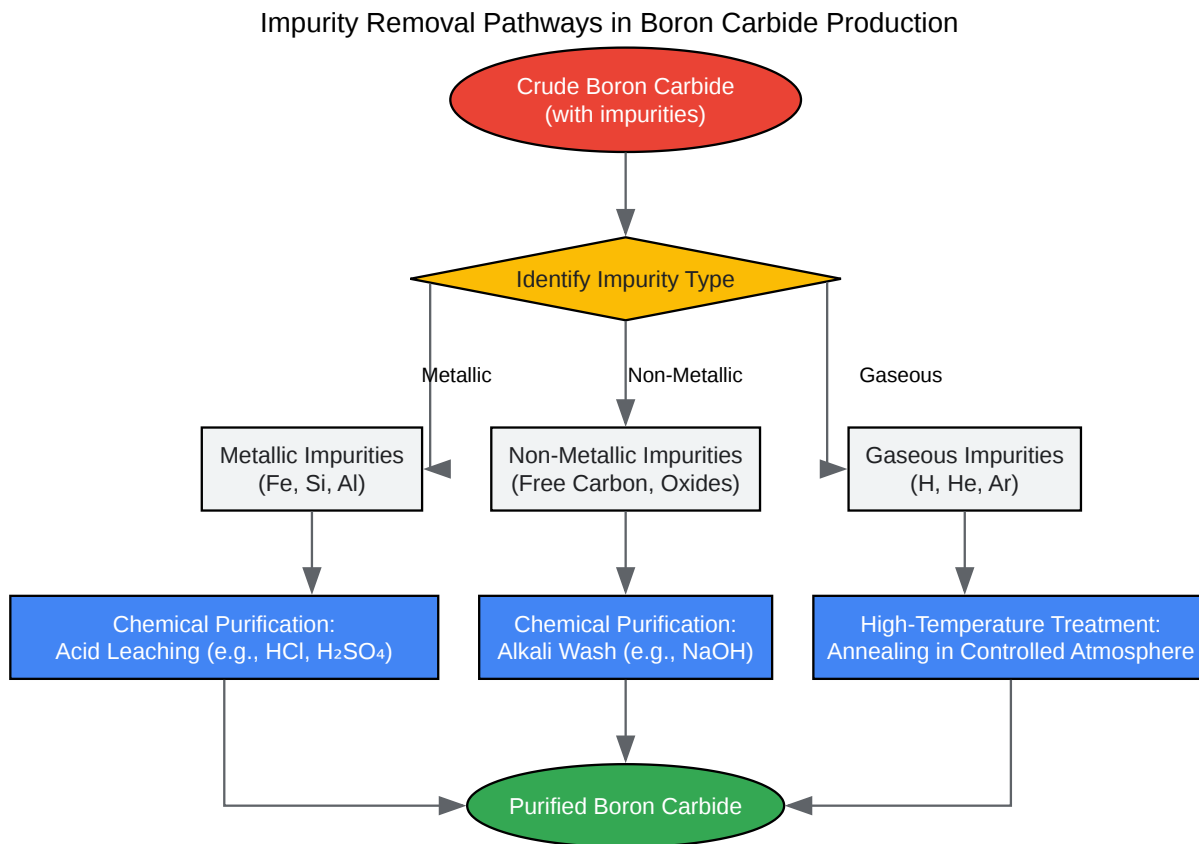 Impurity Removal Pathways in Boron Carbide Production
Crude Boron Carbide
(with impurities)
Identify Impurity Type
Metallic
Non-Metallic
Gaseous
Metallic Impurities
(Fe, Si, Al)
Non-Metallic Impurities
(Free Carbon, Oxides)
Gaseous Impurities
(H, He, Ar)
Chemical Purification:
Acid Leaching (e.g., HCl, H₂SO₄)
Chemical Purification:
Alkali Wash (e.g., NaOH)
High-Temperature Treatment:
Annealing in Controlled Atmosphere
Purified Boron Carbide